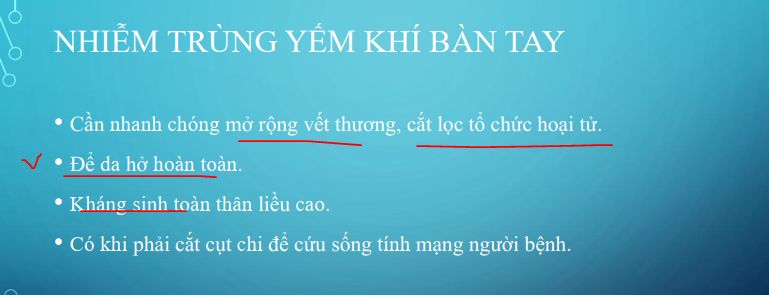 NHIỄM TRÙNG YẾM KHÍ BÀN TAY
• Cần nhanh chóng mở rộng vết thương, cắt lọc tổ chức hoại tử.
• Để da hở hoàn toàn.
• Kháng sinh toàn thân liều cao.
• Có khi phải cắt cụt chi để cứu sống tính mạng người bệnh.